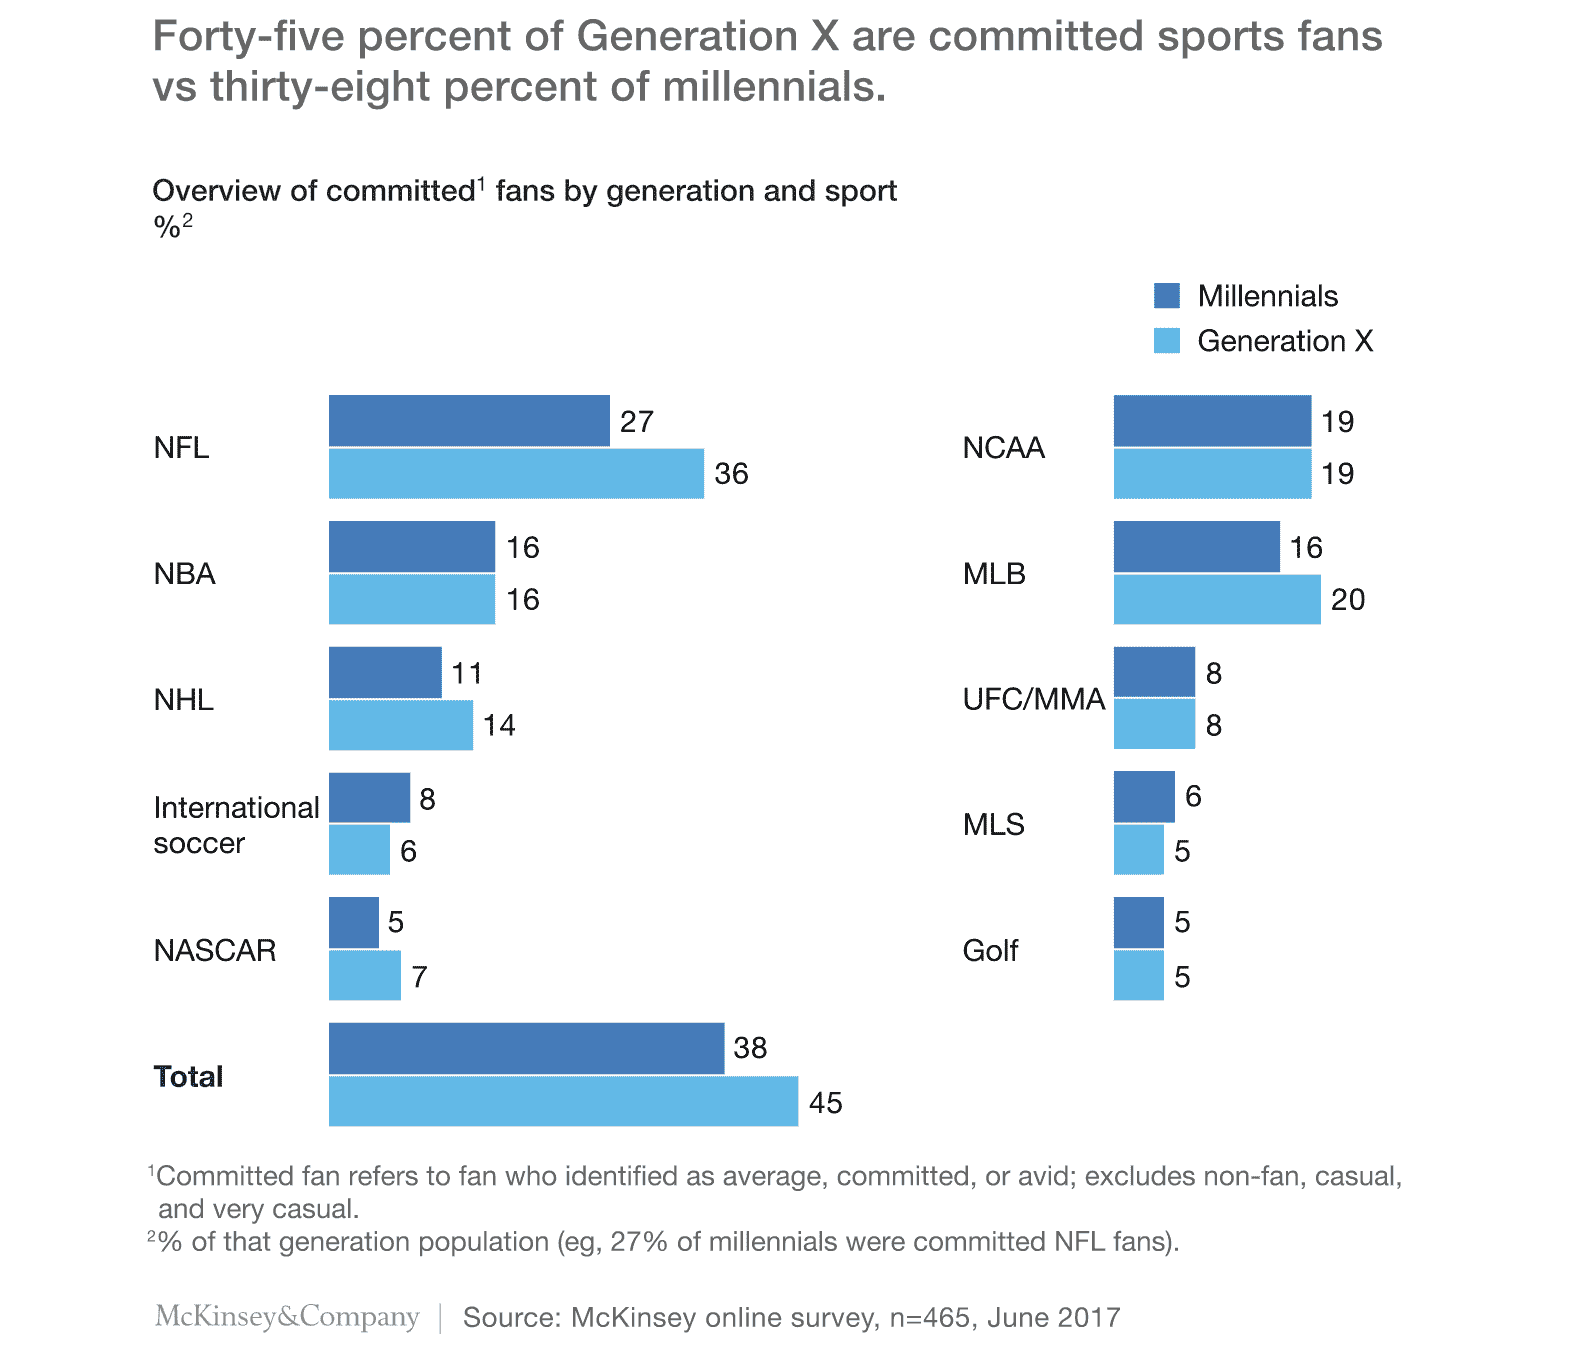 Forty-five percent of Generation X are committed sports fans
vs thirty-eight percent of millennials.
Overview of committed¹ fans by generation and sport
%²
Millennials
Generation X
NFL
27
36
NBA
16
16
NHL
11
14
International
soccer
8
6
NASCAR
5
7
Total
38
45
NCAA
19
19
MLB
16
20
UFC/MMA
8
8
MLS
6
5
Golf
5
5
¹Committed fan refers to fan who identified as average, committed, or avid; excludes non-fan, casual,
and very casual.
²% of that generation population (eg, 27% of millennials were committed NFL fans).
McKinsey&Company | Source: McKinsey online survey, n=465, June 2017